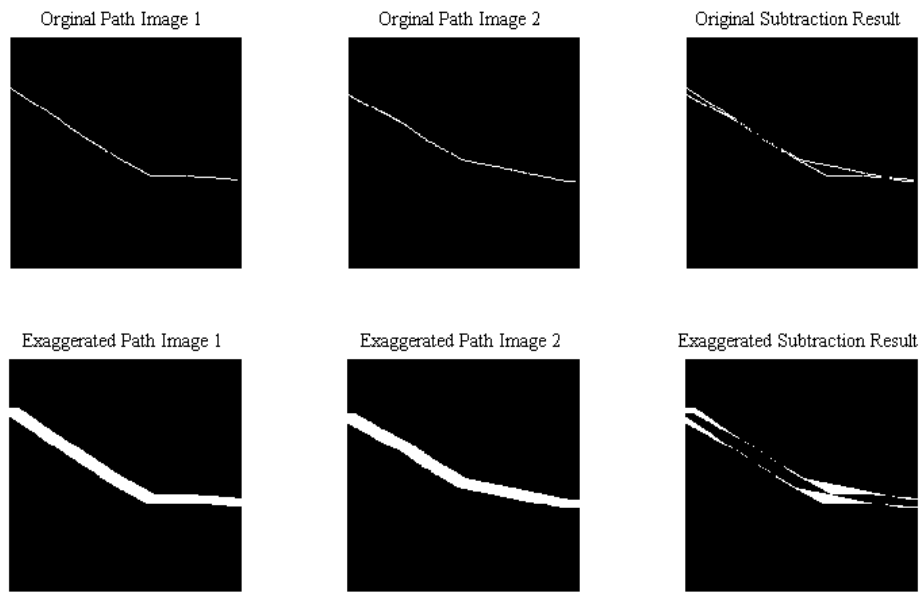 Orginal Path Image 1
Orginal Path Image 2
Original Subtraction Result
Exaggerated Path Image 1
Exaggerated Path Image 2
Exaggerated Subtraction Result